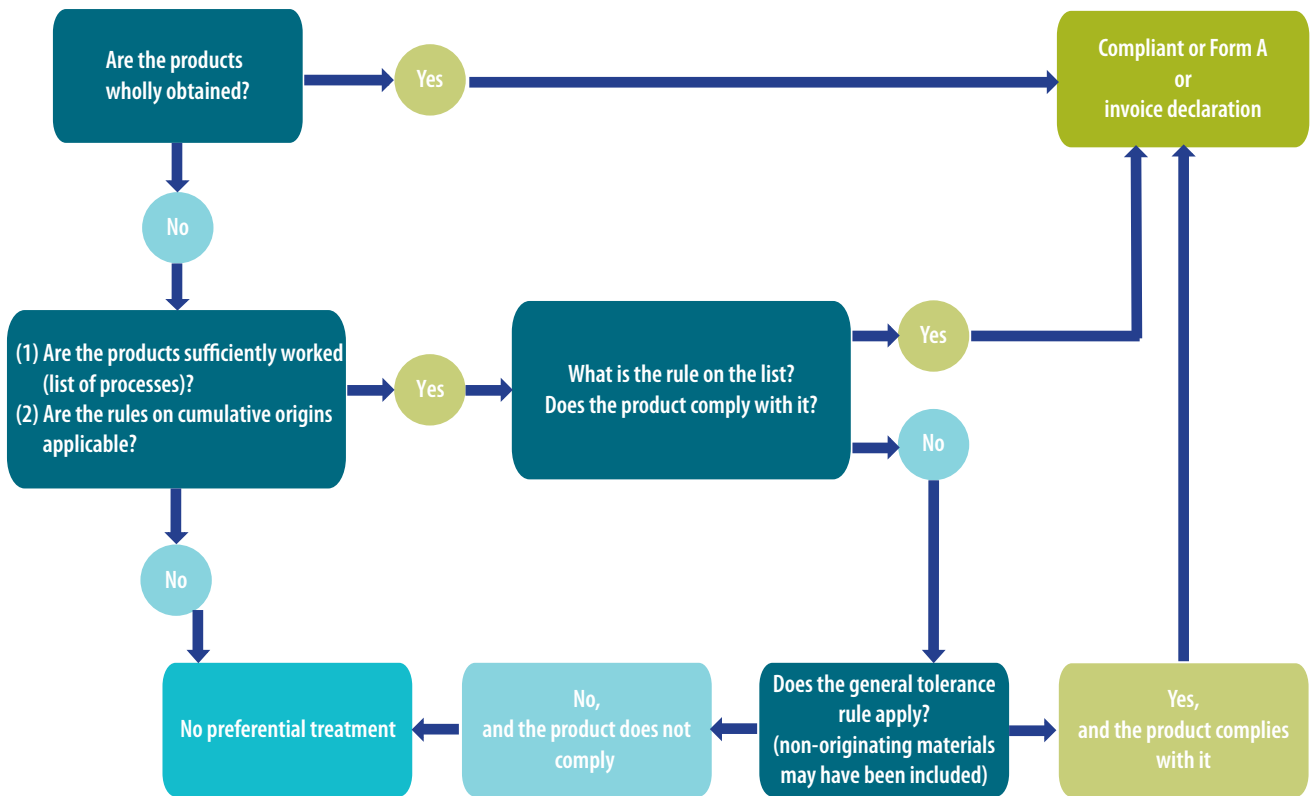 Are the products
wholly obtained?
Yes
Compliant or Form A
or
invoice declaration
No
(1) Are the products sufficiently worked
(list of processes)?
(2) Are the rules on cumulative origins
applicable?
Yes
What is the rule on the list?
Does the product comply with it?
Yes
No
No
No preferential treatment
No,
and the product does not
comply
Does the general tolerance
rule apply?
(non-originating materials
may have been included)
Yes,
and the product complies
with it